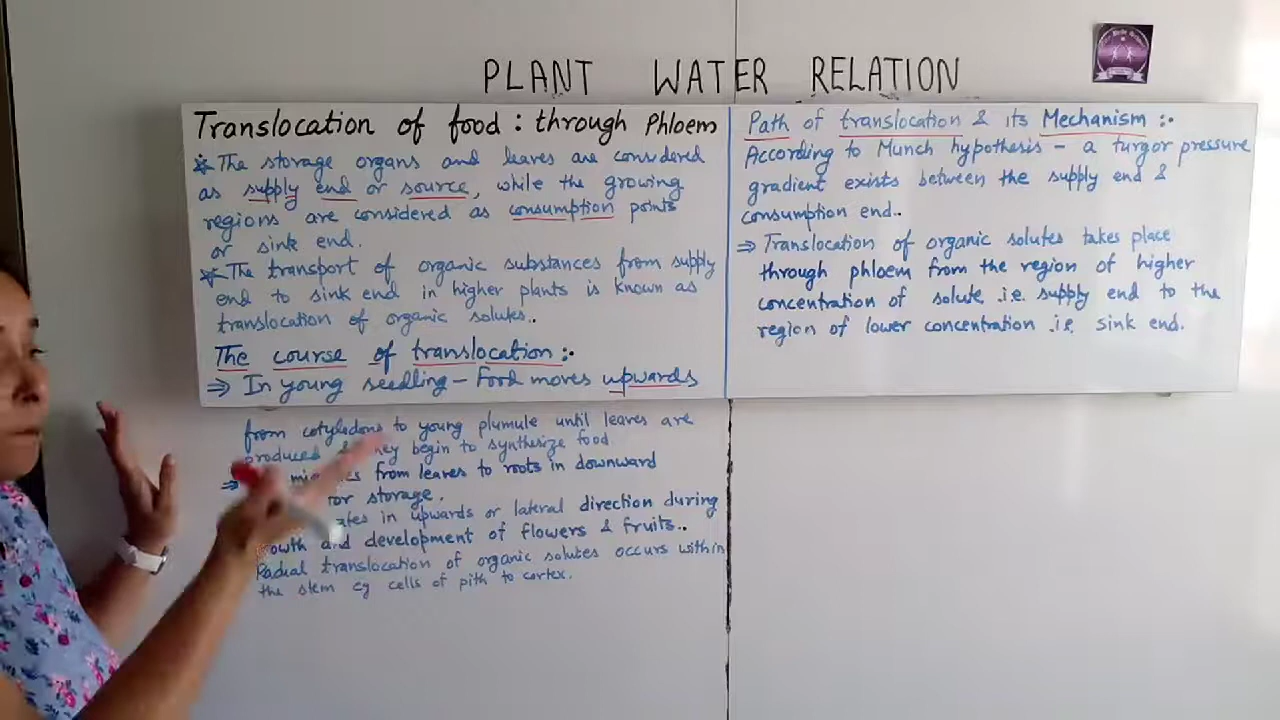 PLANT WATER RELATION
Translocation of food : through Phloem
* The storage organs and leaves are considered
as supply end or source, while the growing
regions are considered as consumption points
or sink end.
* The transport of organic substances from supply
end to sink end in higher plants is known as
translocation of organic solutes..
The course of translocation :-
⇒ In young seedling – Food moves upwards
from cotyledons to young plumule until leaves are
produced & they begin to synthesize food.
⇒ from leaves to roots in downward
for storage.
in upwards or lateral direction during
growth and development of flowers & fruits..
Radial translocation of organic solutes occurs within
the stem eg cells of pith to cortex.
Path of translocation & its Mechanism :-
According to Munch hypothesis – a turgor pressure
gradient exists between the supply end &
consumption end..
⇒ Translocation of organic solutes takes place
through phloem from the region of higher
concentration of solute .i.e. supply end to the
region of lower concentration .i.e. sink end.